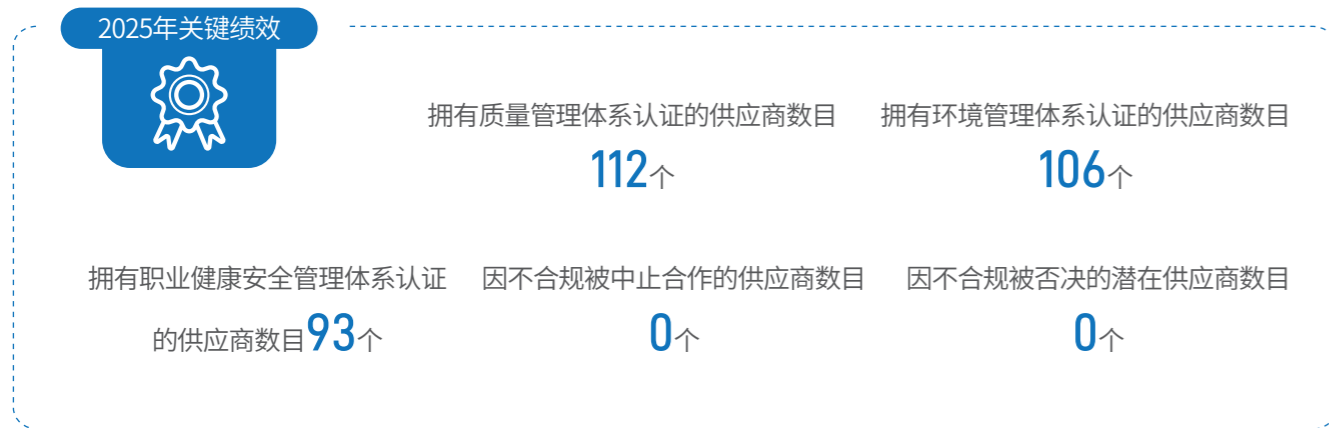 2025年关键绩效
拥有质量管理体系认证的供应商数目
112个
拥有环境管理体系认证的供应商数目
106个
拥有职业健康安全管理体系认证
的供应商数目93个
因不合规被中止合作的供应商数目
0个
因不合规被否决的潜在供应商数目
0个